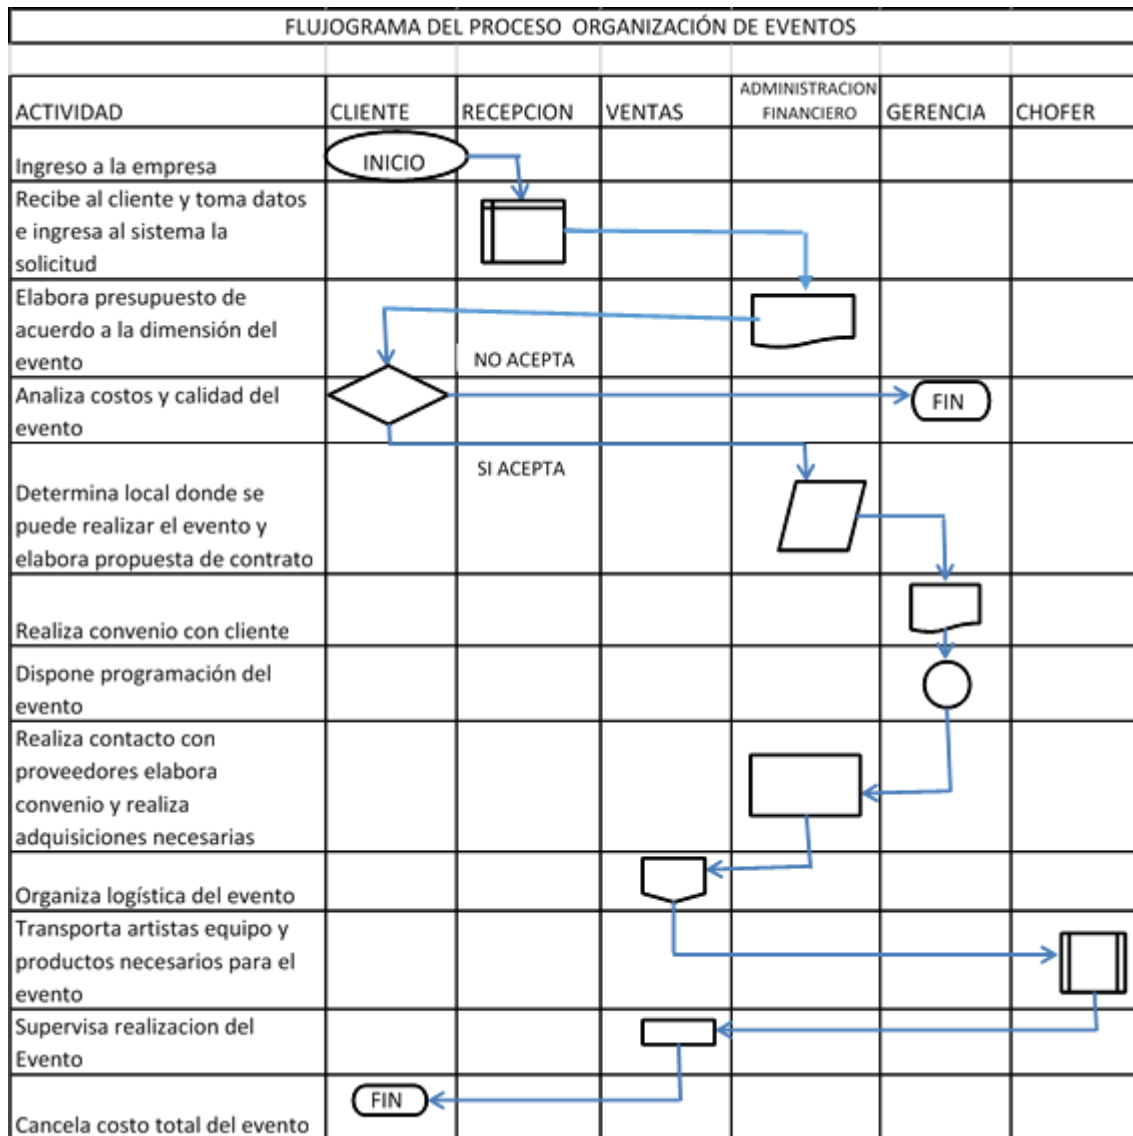 FLUJOGRAMA DEL PROCESO ORGANIZACIÓN DE EVENTOS
ACTIVIDAD
CLIENTE
RECEPCION
VENTAS
ADMINISTRACION
FINANCIERO
GERENCIA
CHOFER
Ingreso a la empresa
INICIO
Recibe al cliente y toma datos
e ingresa al sistema la
solicitud
Elabora presupuesto de
acuerdo a la dimensión del
evento
NO ACEPTA
Analiza costos y calidad del
evento
FIN
SI ACEPTA
Determina local donde se
puede realizar el evento y
elabora propuesta de contrato
Realiza convenio con cliente
Dispone programación del
evento
Realiza contacto con
proveedores elabora
convenio y realiza
adquisiciones necesarias
Organiza logística del evento
Transporta artistas equipo y
productos necesarios para el
evento
Supervisa realizacion del
Evento
FIN
Cancela costo total del evento